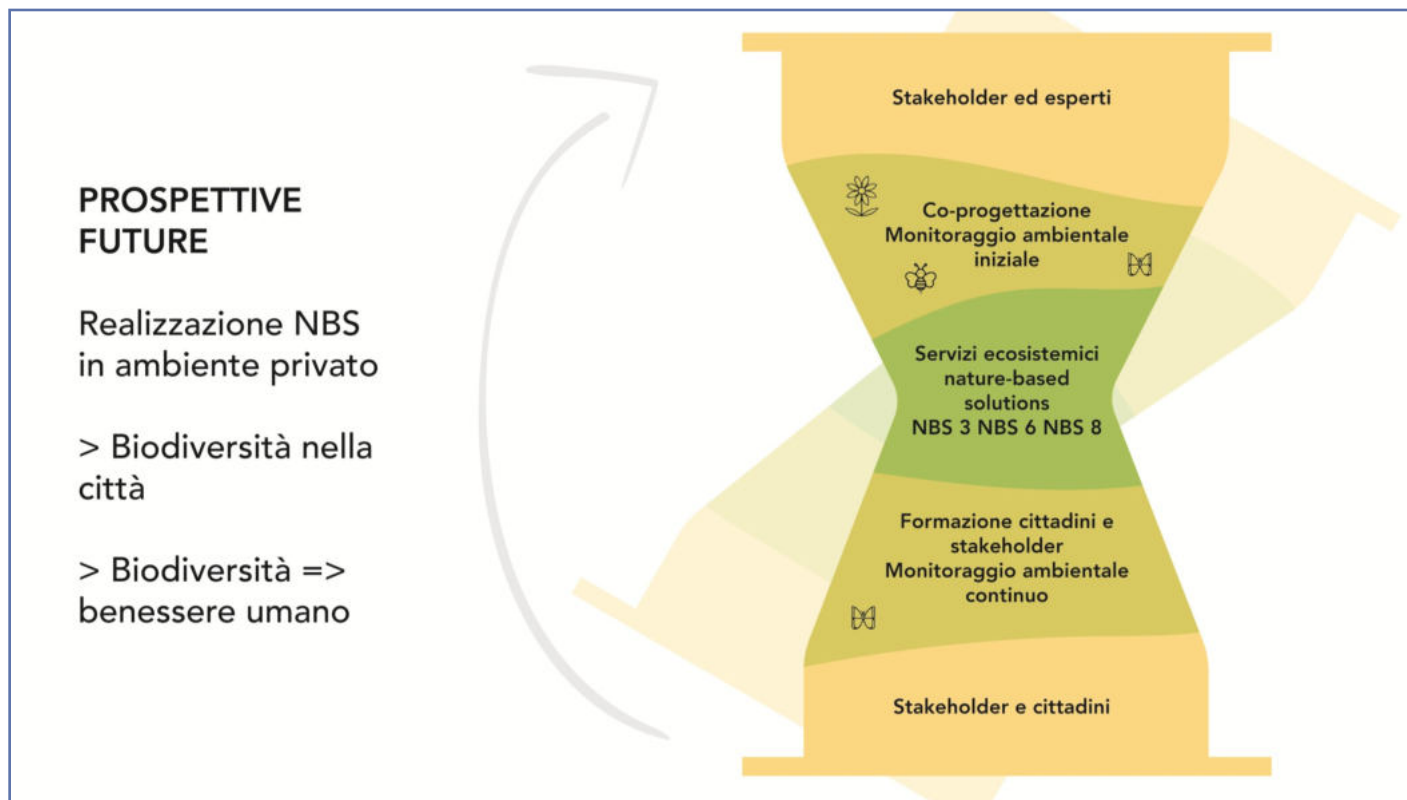 PROSPETTIVE
FUTURE
Realizzazione NBS
in ambiente privato
> Biodiversità nella
città
> Biodiversità =>
benessere umano
Stakeholder ed esperti
Co-progettazione
Monitoraggio ambientale
iniziale
Servizi ecosistemici
nature-based
solutions
NBS 3 NBS 6 NBS 8
Formazione cittadini e
stakeholder
Monitoraggio ambientale
continuo
Stakeholder e cittadini